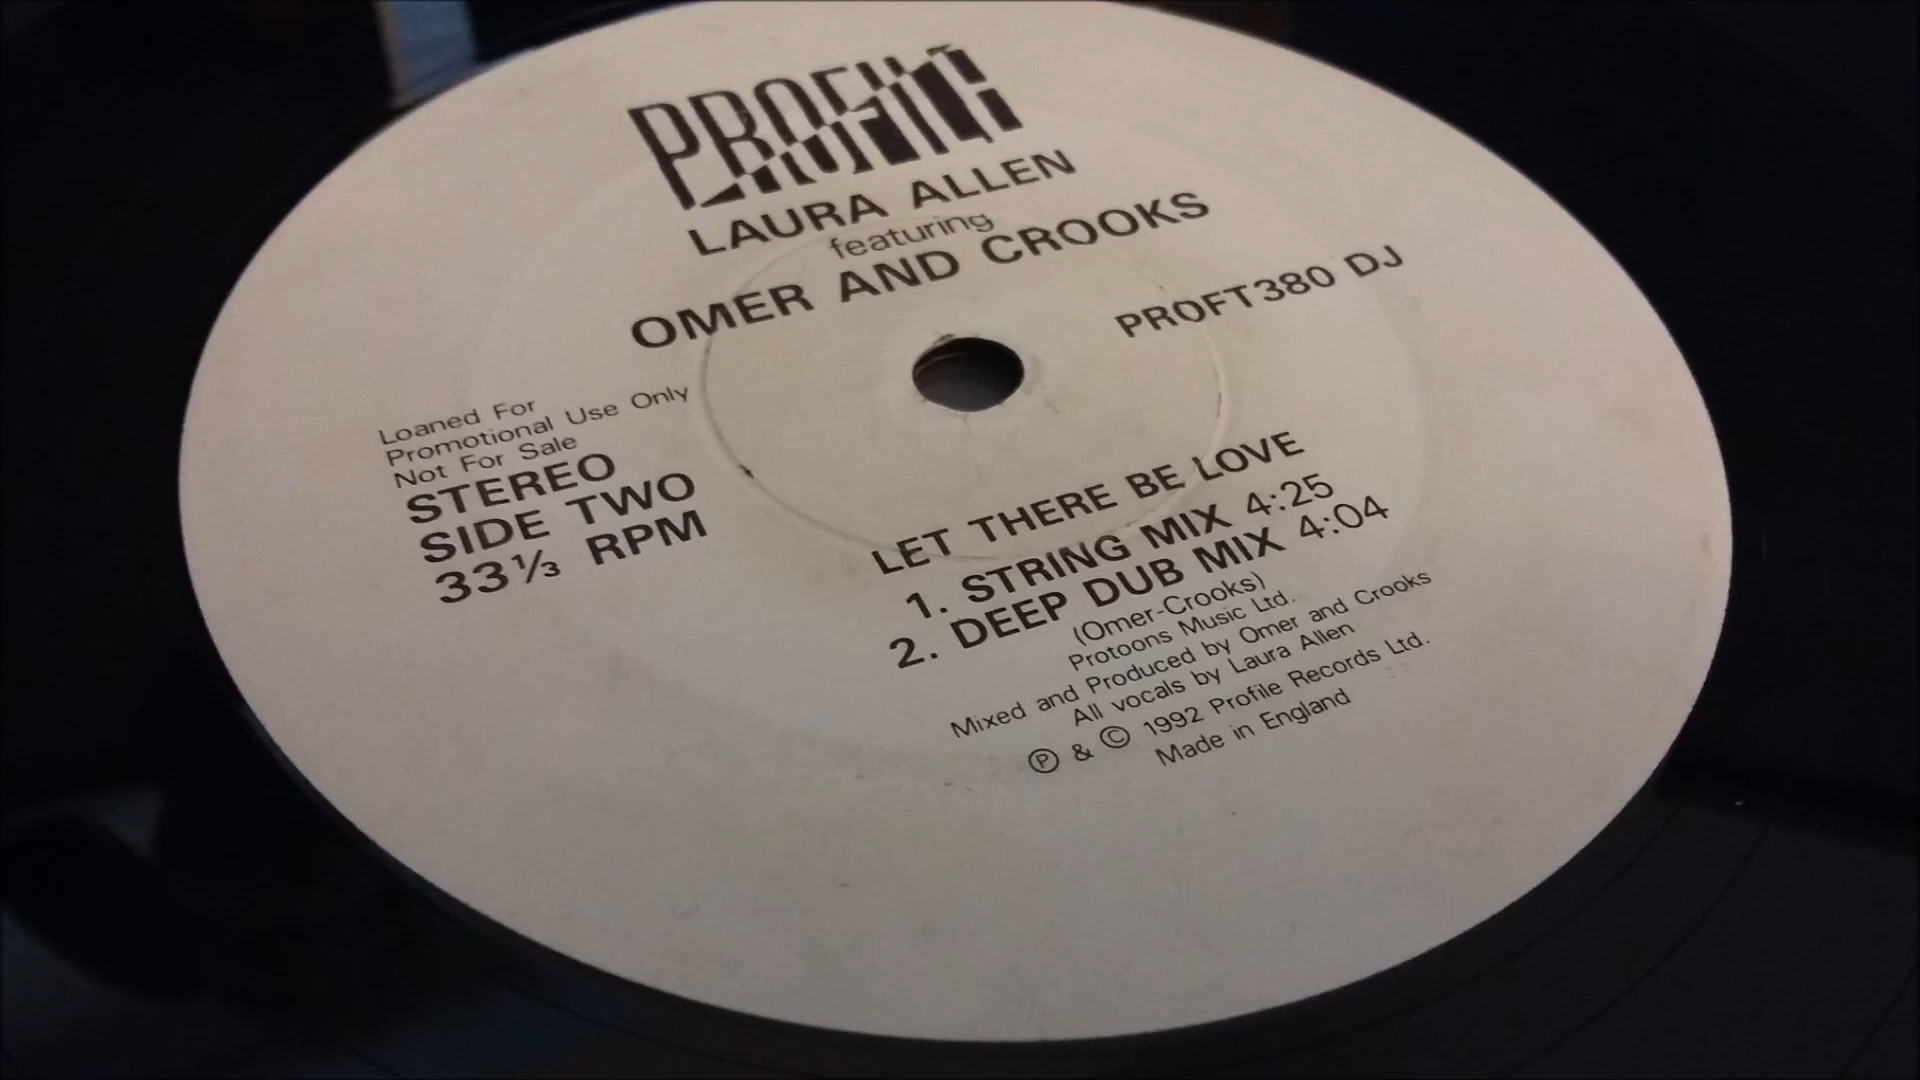 PROFILE
LAURA ALLEN
featuring
OMER AND CROOKS
PROFT380 DJ
Loaned For
Promotional Use Only
Not For Sale
STEREO
SIDE TWO
33⅓ RPM
LET THERE BE LOVE
1. STRING MIX 4:25
2. DEEP DUB MIX 4:04
(Omer-Crooks)
Protoons Music Ltd.
Mixed and Produced by Omer and Crooks
All vocals by Laura Allen
Ⓟ & © 1992 Profile Records Ltd.
Made in England